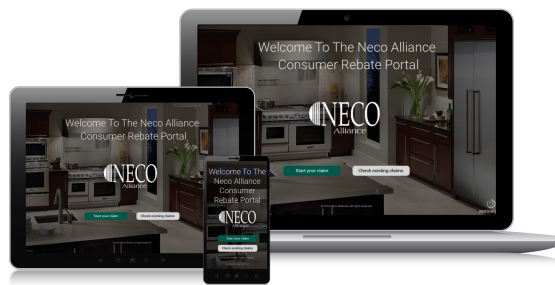 Welcome To The Neco Alliance
Consumer Rebate Portal
NECO
Alliance
Start your claim
Check existing claims
Welcome To The Neco Alliance
Consumer Rebate Portal
NECO
Alliance
Start your claim
Check existing claims
Welcome To The
Neco Alliance
Consumer
Rebate Portal
NECO
Alliance
Start your claim
Check existing claims